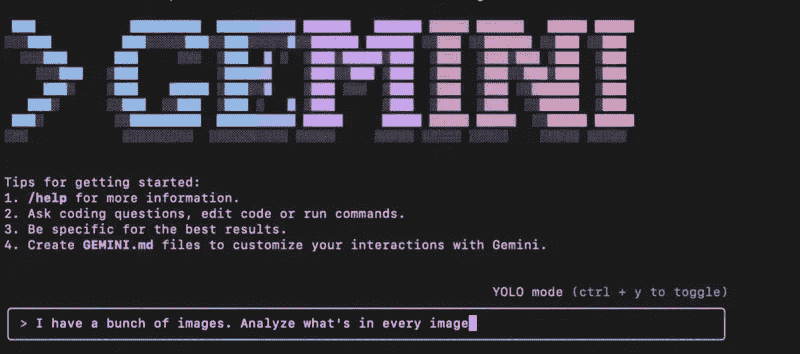 > GEMINI
Tips for getting started:
1. /help for more information.
2. Ask coding questions, edit code or run commands.
3. Be specific for the best results.
4. Create GEMINI.md files to customize your interactions with Gemini.
YOLO mode (ctrl + y to toggle)
> I have a bunch of images. Analyze what's in every image